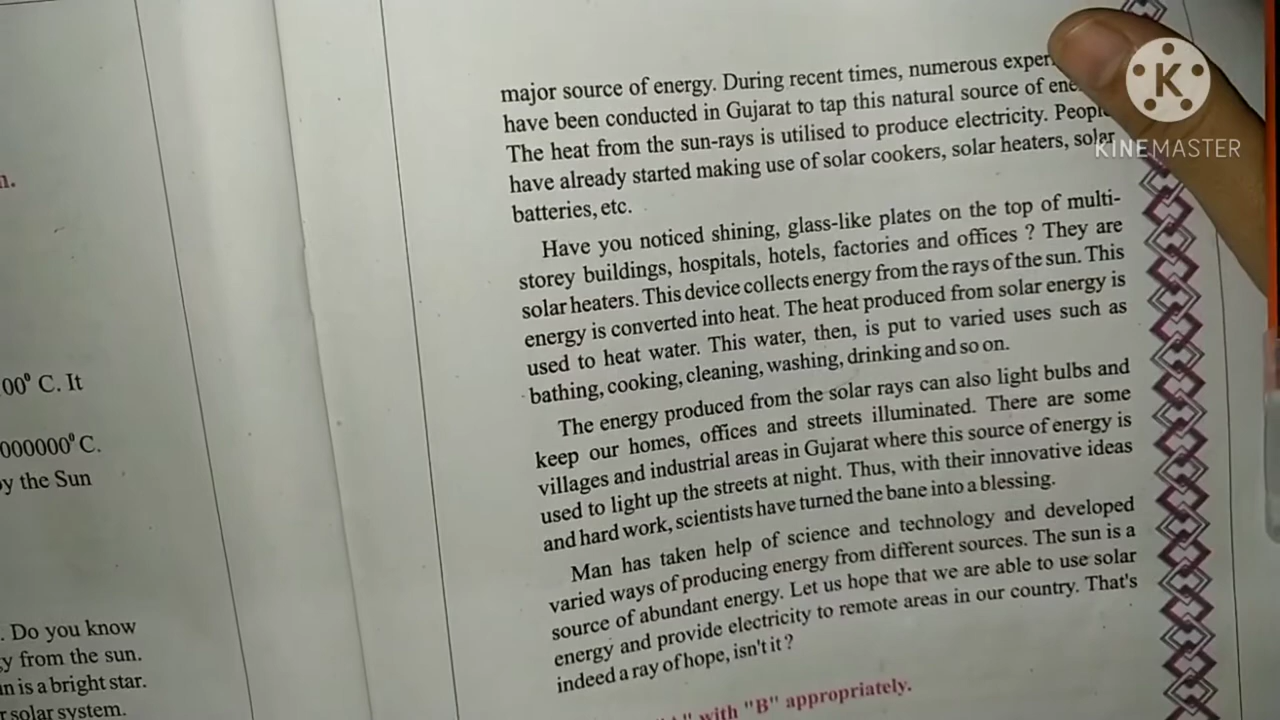 major source of energy. During recent times, numerous
have been conducted in Gujarat to tap this natural source of
The heat from the sun-rays is utilised to produce electricity. People
have already started making use of solar cookers, solar heaters, solar
batteries, etc.
Have you noticed shining, glass-like plates on the top of multi-
storey buildings, hospitals, hotels, factories and offices ? They are
solar heaters. This device collects energy from the rays of the sun. This
energy is converted into heat. The heat produced from solar energy is
used to heat water. This water, then, is put to varied uses such as
bathing, cooking, cleaning, washing, drinking and so on.
The energy produced from the solar rays can also light bulbs and
keep our homes, offices and streets illuminated. There are some
villages and industrial areas in Gujarat where this source of energy is
used to light up the streets at night. Thus, with their innovative ideas
and hard work, scientists have turned the bane into a blessing.
Man has taken help of science and technology and developed
varied ways of producing energy from different sources. The sun is a
source of abundant energy. Let us hope that we are able to use solar
energy and provide electricity to remote areas in our country. That's
indeed a ray of hope, isn't it ?
with "B" appropriately.
00⁰ C. It
000000⁰ C.
by the Sun
. Do you know
from the sun.
is a bright star.
solar system.
K
KINEMASTER